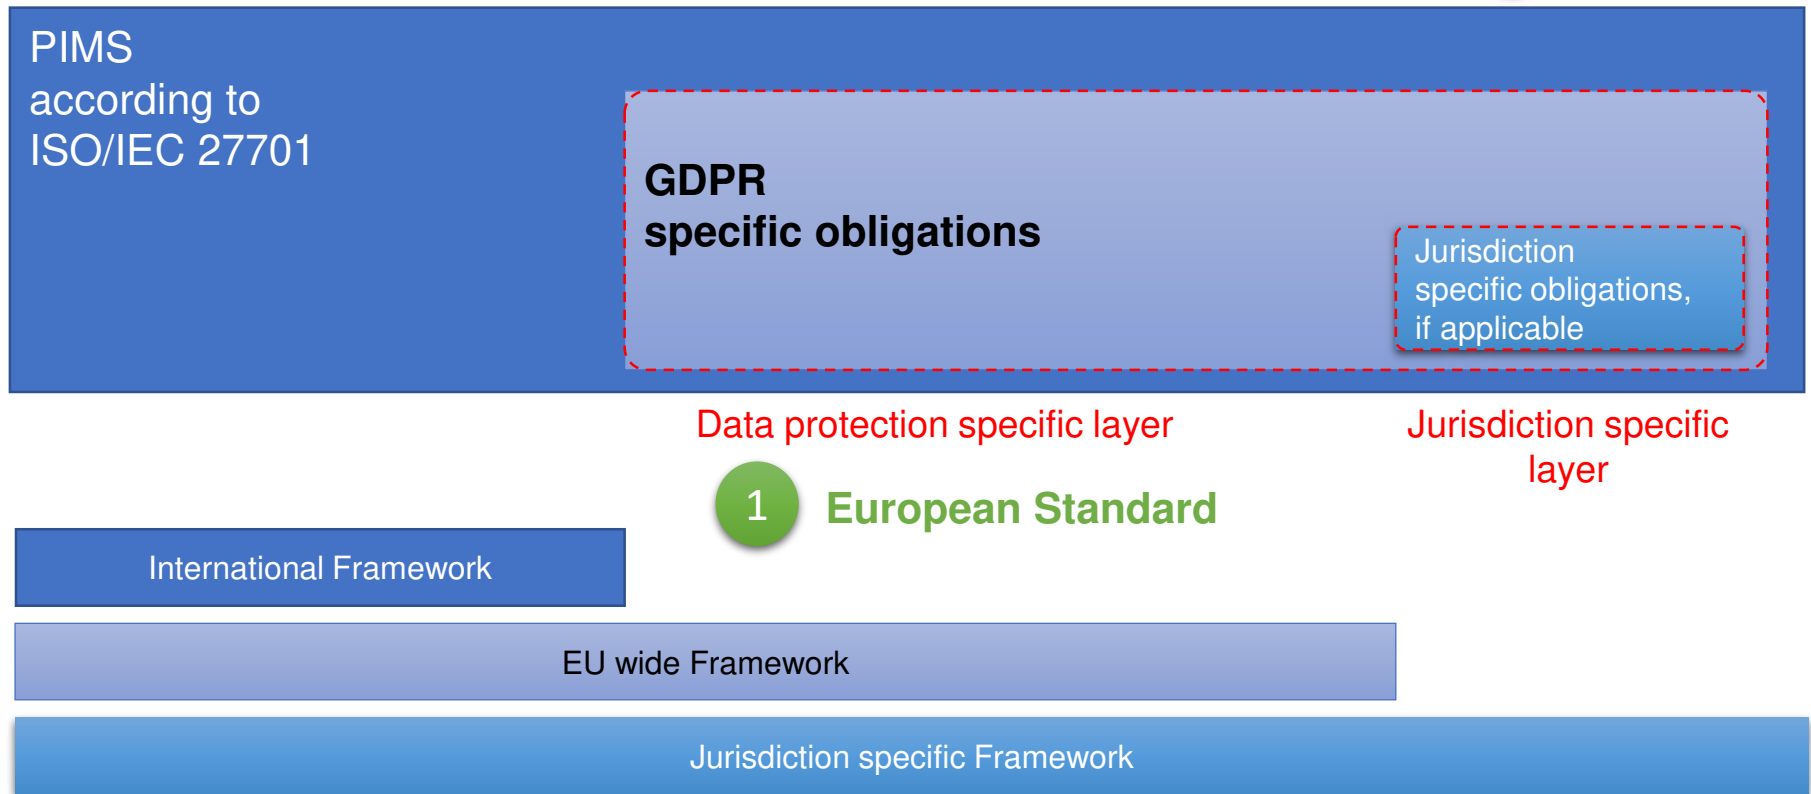 PIMS
according to
ISO/IEC 27701
GDPR
specific obligations
Jurisdiction
specific obligations,
if applicable
Data protection specific layer
Jurisdiction specific
layer
1 European Standard
International Framework
EU wide Framework
Jurisdiction specific Framework